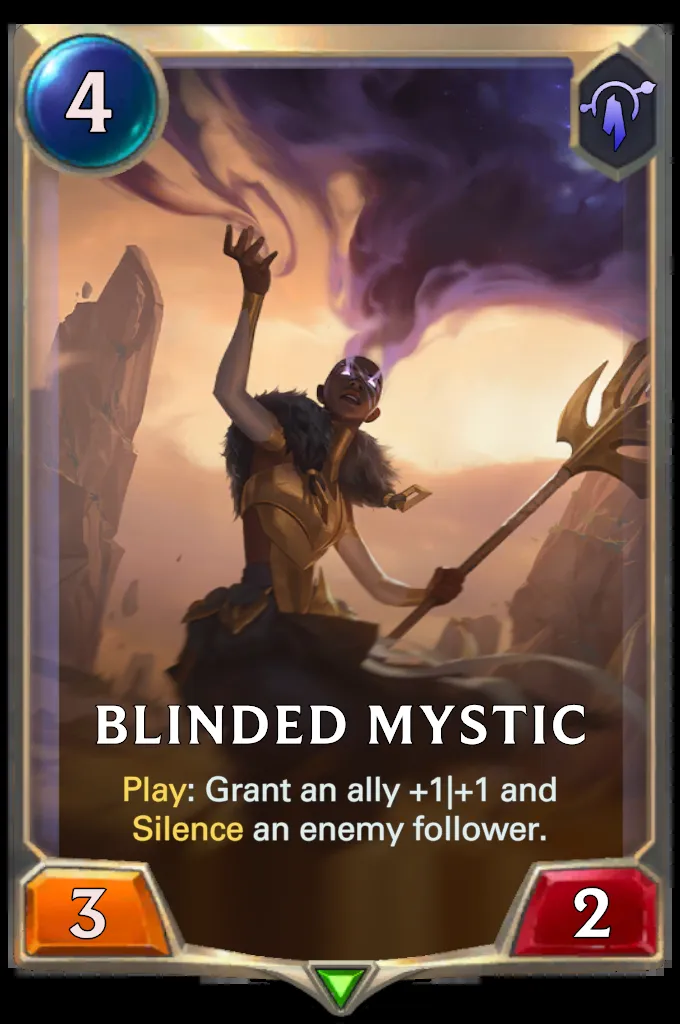 4
BLINDED MYSTIC
Play: Grant an ally +1|+1 and
Silence an enemy follower.
3
2